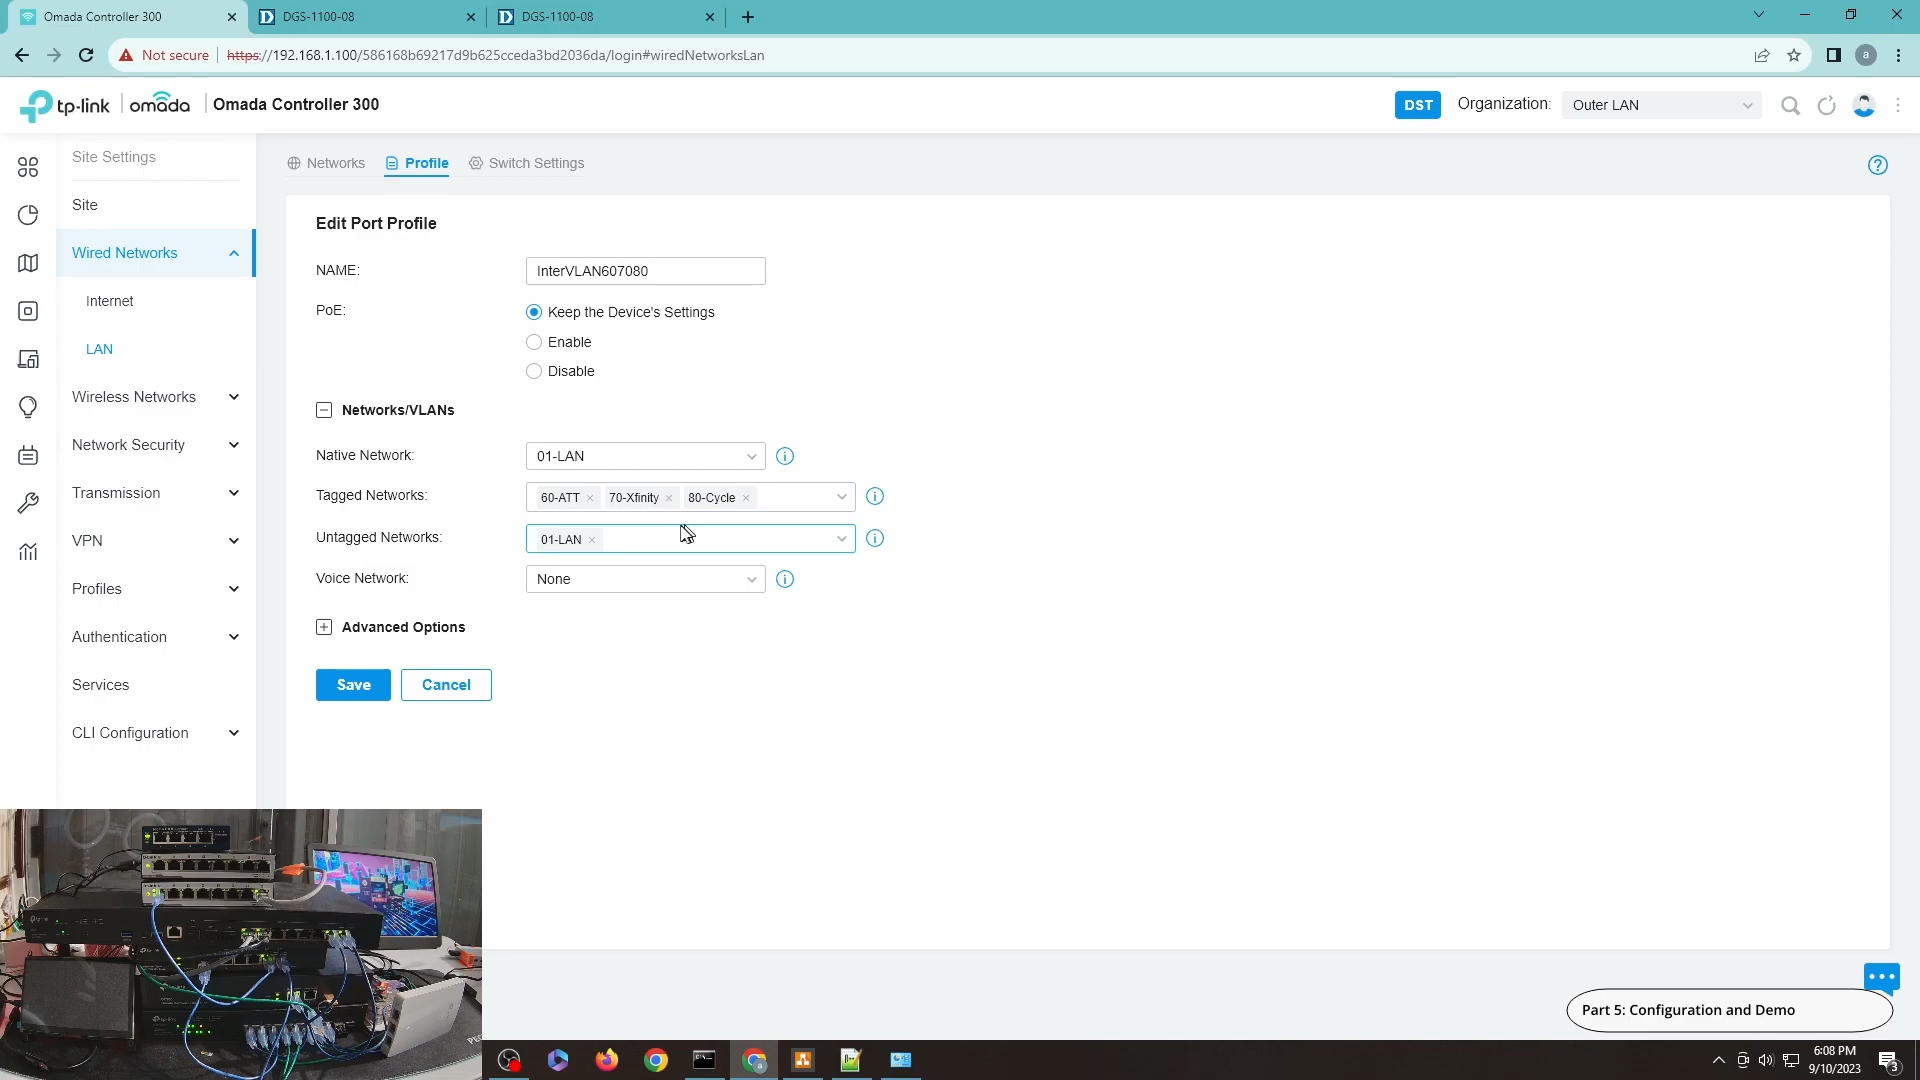 Omada Controller 300
DGS-1100-08
DGS-1100-08
Not secure
https://192.168.1.100/586168b69217d9b625cceda3bd2036da/login#wiredNetworksLan
a
tp-link
omada
Omada Controller 300
DST
Organization:
Outer LAN
Site Settings
Site
Wired Networks
Internet
LAN
Wireless Networks
Network Security
Transmission
VPN
Profiles
Authentication
Services
CLI Configuration
Networks
Profile
Switch Settings
Edit Port Profile
NAME:
InterVLAN607080
PoE:
Keep the Device's Settings
Enable
Disable
Networks/VLANs
Native Network:
01-LAN
Tagged Networks:
60-ATT
70-Xfinity
80-Cycle
Untagged Networks:
01-LAN
Voice Network:
None
Advanced Options
Save
Cancel
Part 5: Configuration and Demo
6:08 PM
9/10/2023
3